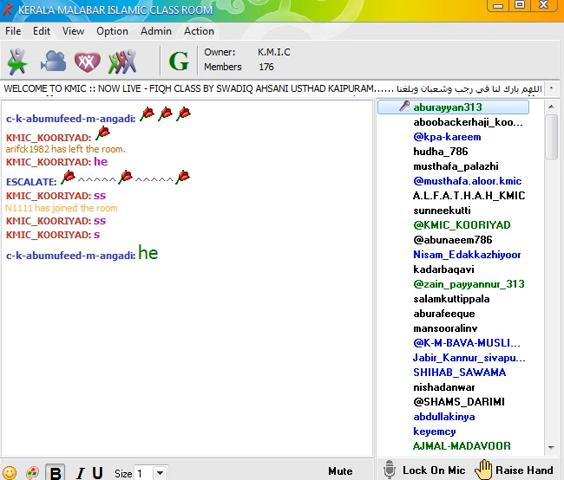 KERALA MALABAR ISLAMIC CLASS ROOM
File Edit View Option Admin Action
G
Owner: K.M.I.C
Members 176
WELCOME TO KMIC :: NOW LIVE - FIQH CLASS BY SWADIQ AHSANI USTHAD KAIPURAM...... اللهم بارك لنا في رجب وشعبان وبلغنا
c-k-abumufeed-m-angadi:
KMIC_KOORIYAD:
arifck1982 has left the room.
KMIC_KOORIYAD: he
ESCALATE: ^^^^^ ^^^^^
KMIC_KOORIYAD: ss
N1111 has joined the room
KMIC_KOORIYAD: ss
KMIC_KOORIYAD: s
c-k-abumufeed-m-angadi: he
aburayyan313
aboobackerhaji_koo...
@kpa-kareem
hudha_786
musthafa_palazhi
@musthafa.aloor.kmic
A.L.F.A.T.H.A.H_KMIC
sunneekutti
@KMIC_KOORIYAD
@abunaeem786
Nisam_Edakkazhiyoor
kadarbaqavi
@zain_payyannur_313
salamkuttippala
aburafeeque
mansooralinv
@K-M-BAVA-MUSLI...
Jabir_Kannur_sivapu...
SHIHAB_SAWAMA
nishadanwar
@SHAMS_DARIMI
abdullakinya
keyemcy
AJMAL-MADAVOOR
B I U Size 1 Mute Lock On Mic Raise Hand